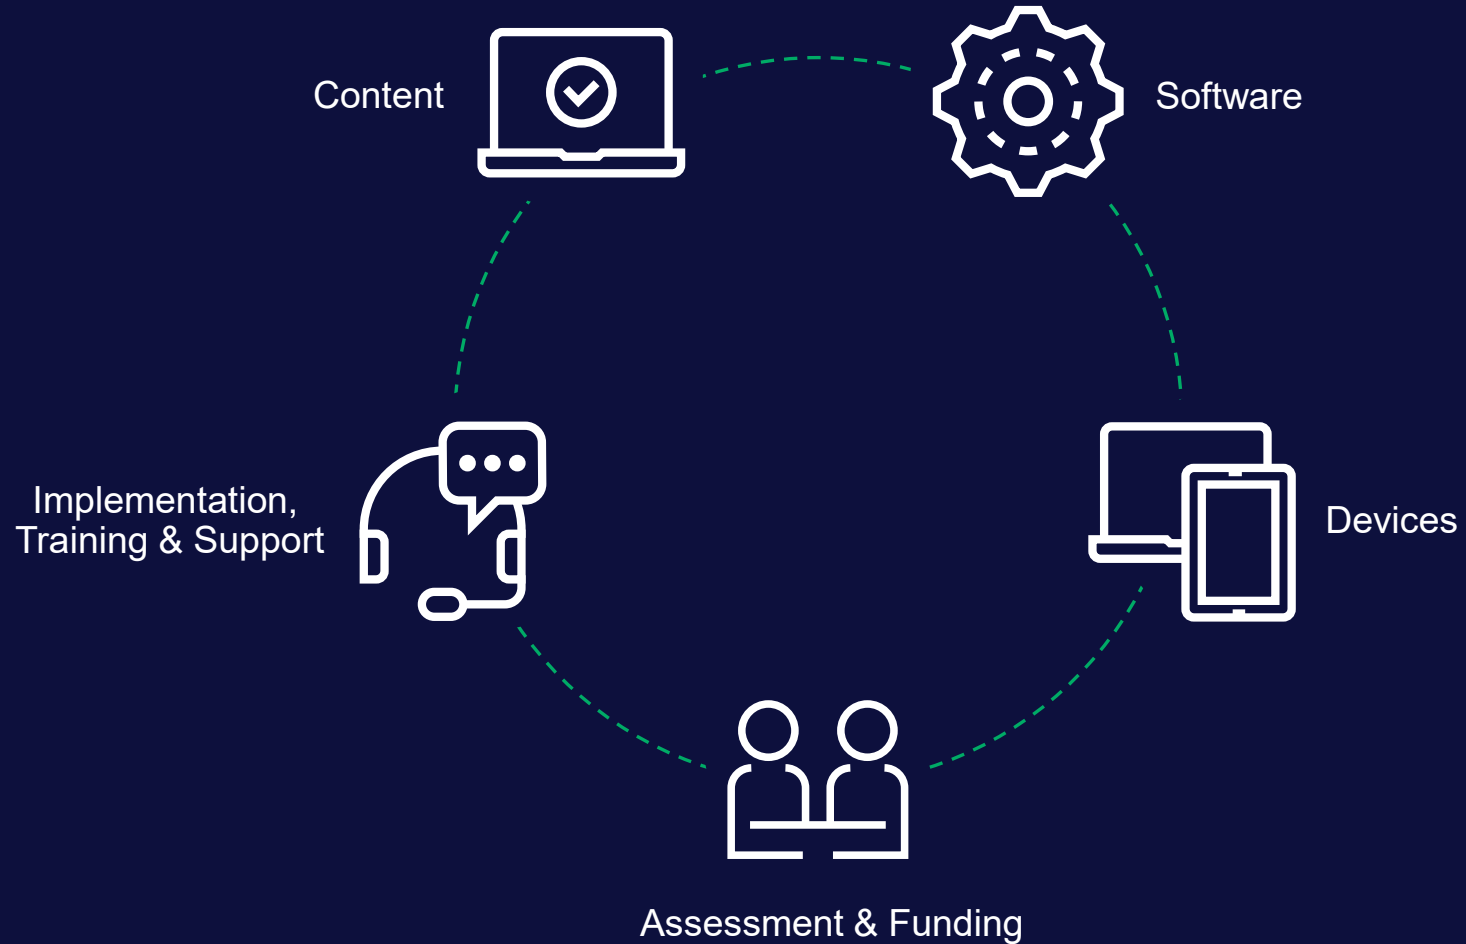 Content
Software
Implementation,
Training & Support
Devices
Assessment & Funding